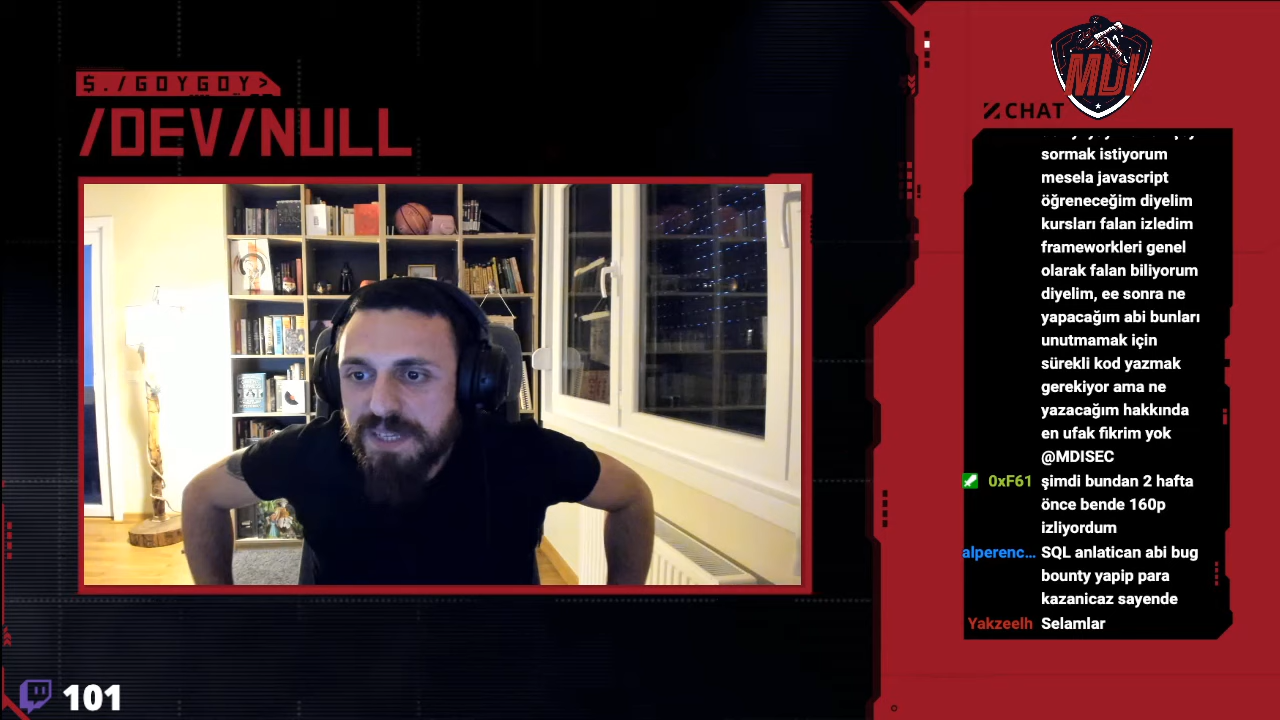 $./GOYGOY>
/DEV/NULL
MDI
CHAT
sormak istiyorum
mesela javascript
öğreneceğim diyelim
kursları falan izledim
frameworkleri genel
olarak falan biliyorum
diyelim, ee sonra ne
yapacağım abi bunları
unutmamak için
sürekli kod yazmak
gerekiyor ama ne
yazacağım hakkında
en ufak fikrim yok
@MDISEC
0xF61 şimdi bundan 2 hafta
önce bende 160p
izliyordum
alperenc... SQL anlatican abi bug
bounty yapip para
kazanicaz sayende
Yakzeelh Selamlar
101